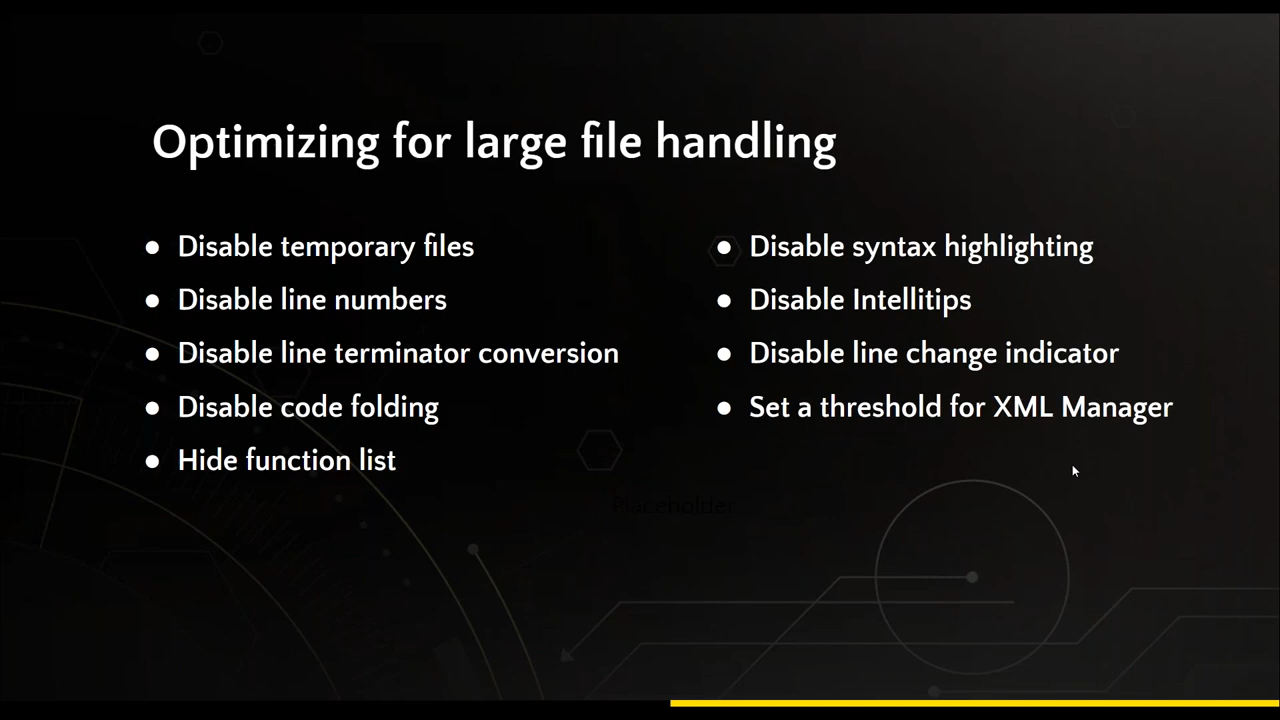 Optimizing for large file handling
● Disable temporary files
● Disable line numbers
● Disable line terminator conversion
● Disable code folding
● Hide function list
● Disable syntax highlighting
● Disable Intellitips
● Disable line change indicator
● Set a threshold for XML Manager
Placeholder